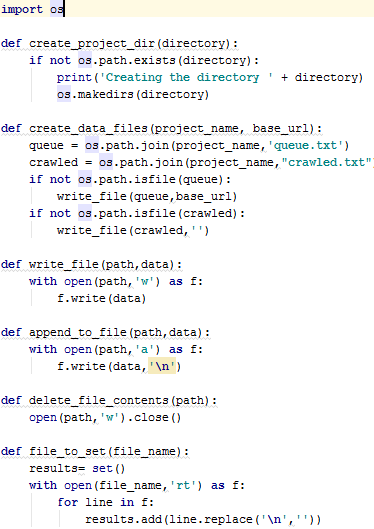 import os
def create_project_dir(directory):
    if not os.path.exists(directory):
        print('Creating the directory ' + directory)
        os.makedirs(directory)
def create_data_files(project_name, base_url):
    queue = os.path.join(project_name,'queue.txt')
    crawled = os.path.join(project_name,"crawled.txt")
    if not os.path.isfile(queue):
        write_file(queue,base_url)
    if not os.path.isfile(crawled):
        write_file(crawled,'')
def write_file(path,data):
    with open(path,'w') as f:
        f.write(data)
def append_to_file(path,data):
    with open(path,'a') as f:
        f.write(data,'\n')
def delete_file_contents(path):
    open(path,'w').close()
def file_to_set(file_name):
    results= set()
    with open(file_name,'rt') as f:
        for line in f:
            results.add(line.replace('\n',''))